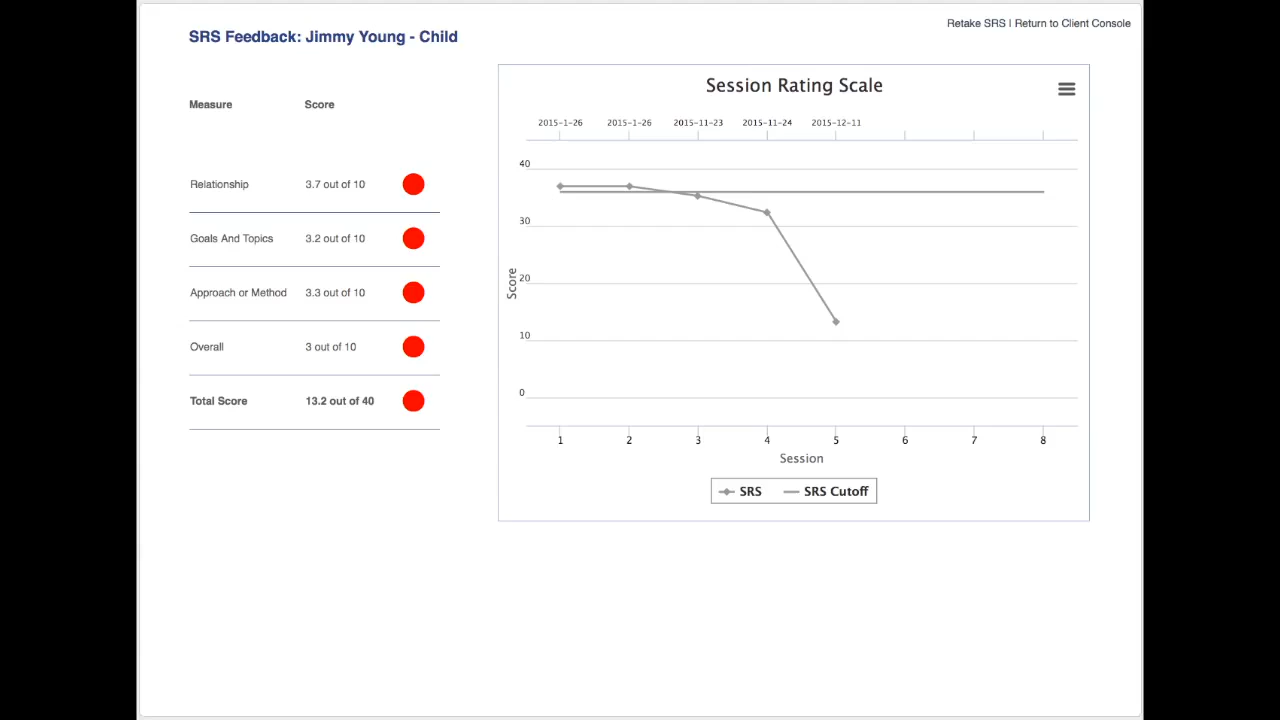 Retake SRS | Return to Client Console
SRS Feedback: Jimmy Young - Child
Measure Score
Relationship 3.7 out of 10
Goals And Topics 3.2 out of 10
Approach or Method 3.3 out of 10
Overall 3 out of 10
Total Score 13.2 out of 40
Session Rating Scale
2015-1-26 2015-1-26 2015-11-23 2015-11-24 2015-12-11
40
30
20
10
0
Score
1 2 3 4 5 6 7 8
Session
SRS SRS Cutoff